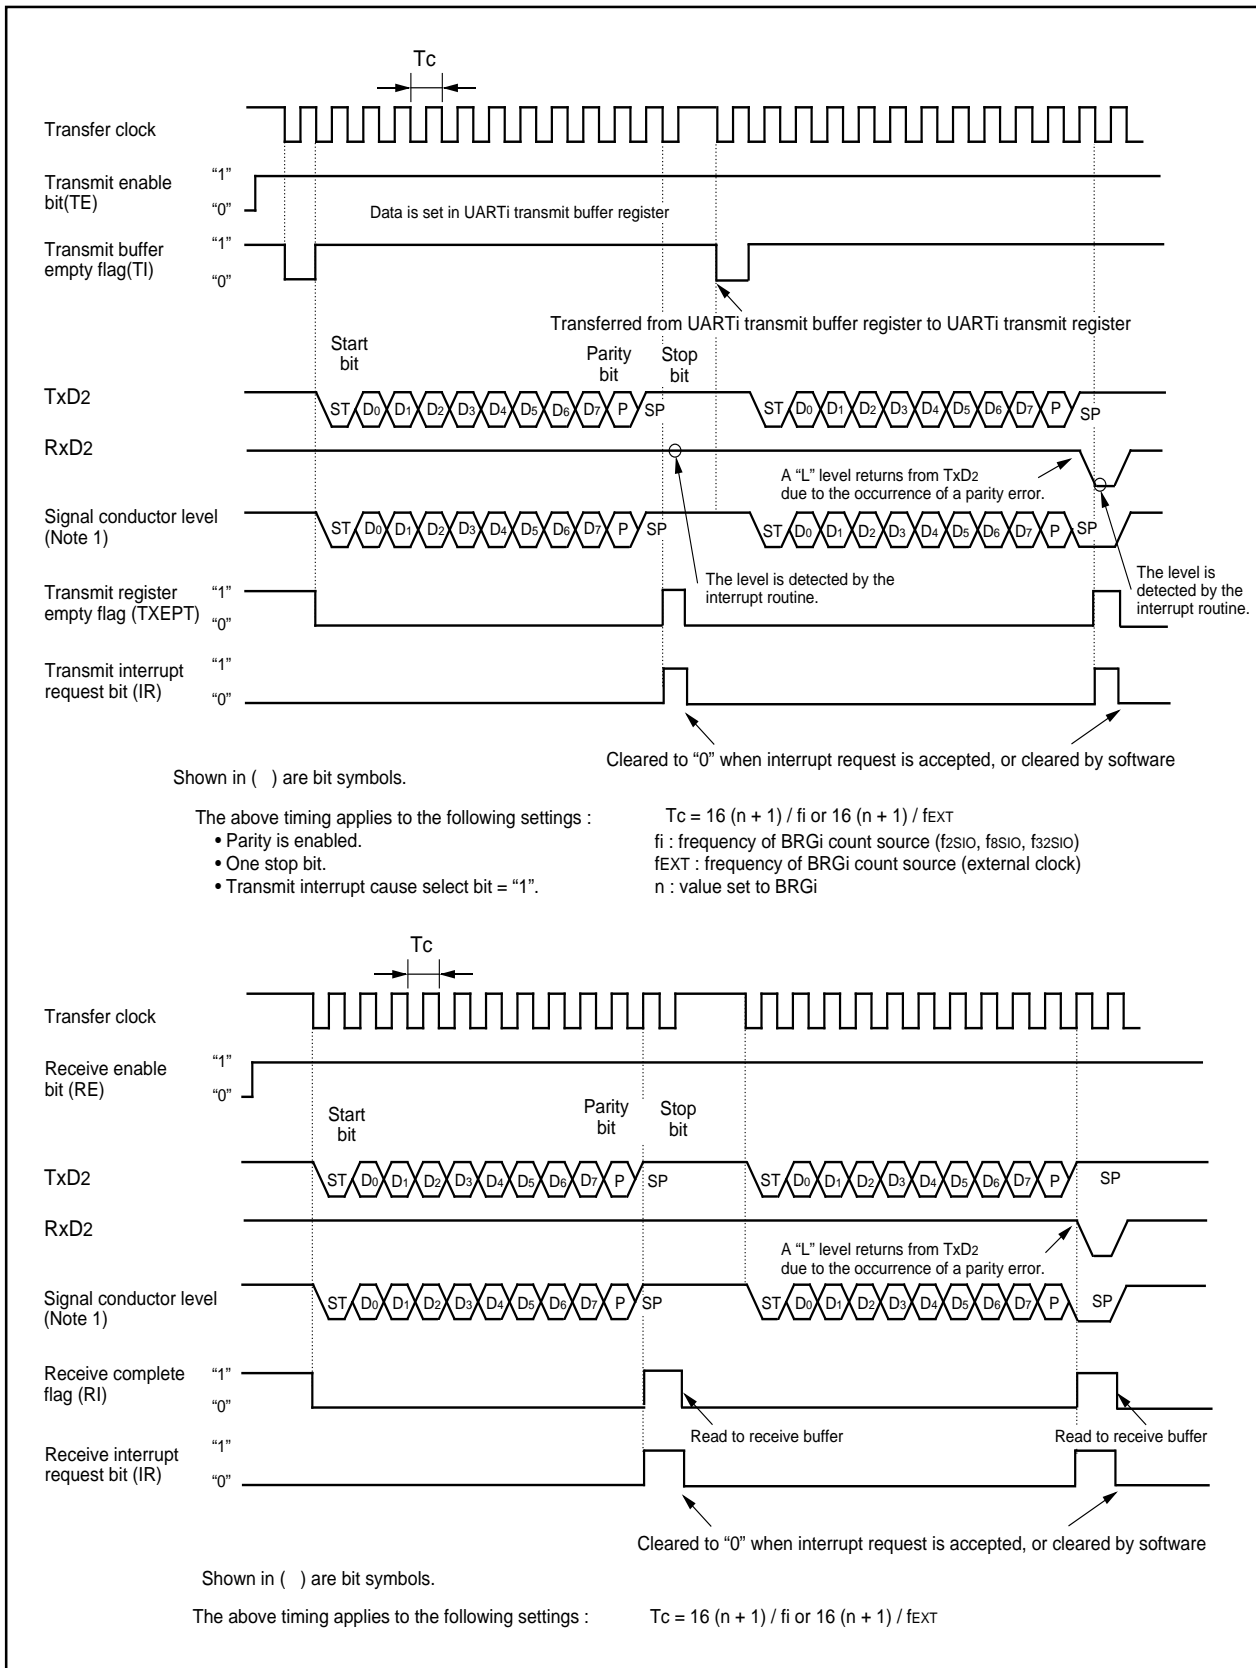 Tc
Transfer clock
Transmit enable
bit(TE)
“1”
“0”
Data is set in UARTi transmit buffer register
Transmit buffer
empty flag(TI)
“1”
“0”
Transferred from UARTi transmit buffer register to UARTi transmit register
Start
bit
Parity
bit
Stop
bit
TxD2
ST D0 D1 D2 D3 D4 D5 D6 D7 P SP
ST D0 D1 D2 D3 D4 D5 D6 D7 P SP
RxD2
A “L” level returns from TxD2
due to the occurrence of a parity error.
Signal conductor level
(Note 1)
ST D0 D1 D2 D3 D4 D5 D6 D7 P SP
ST D0 D1 D2 D3 D4 D5 D6 D7 P SP
The level is detected by the
interrupt routine.
The level is
detected by the
interrupt routine.
Transmit register
empty flag (TXEPT)
“1”
“0”
Transmit interrupt
request bit (IR)
“1”
“0”
Cleared to “0” when interrupt request is accepted, or cleared by software
Shown in ( ) are bit symbols.
The above timing applies to the following settings :
• Parity is enabled.
• One stop bit.
• Transmit interrupt cause select bit = “1”.
Tc = 16 (n + 1) / fi or 16 (n + 1) / fEXT
fi : frequency of BRGi count source (f2SIO, f8SIO, f32SIO)
fEXT : frequency of BRGi count source (external clock)
n : value set to BRGi
Tc
Transfer clock
Receive enable
bit (RE)
“1”
“0”
Start
bit
Parity
bit
Stop
bit
TxD2
ST D0 D1 D2 D3 D4 D5 D6 D7 P SP
ST D0 D1 D2 D3 D4 D5 D6 D7 P SP
RxD2
A “L” level returns from TxD2
due to the occurrence of a parity error.
Signal conductor level
(Note 1)
ST D0 D1 D2 D3 D4 D5 D6 D7 P SP
ST D0 D1 D2 D3 D4 D5 D6 D7 P SP
Receive complete
flag (RI)
“1”
“0”
Read to receive buffer
Read to receive buffer
Receive interrupt
request bit (IR)
“1”
“0”
Cleared to “0” when interrupt request is accepted, or cleared by software
Shown in ( ) are bit symbols.
The above timing applies to the following settings :
Tc = 16 (n + 1) / fi or 16 (n + 1) / fEXT